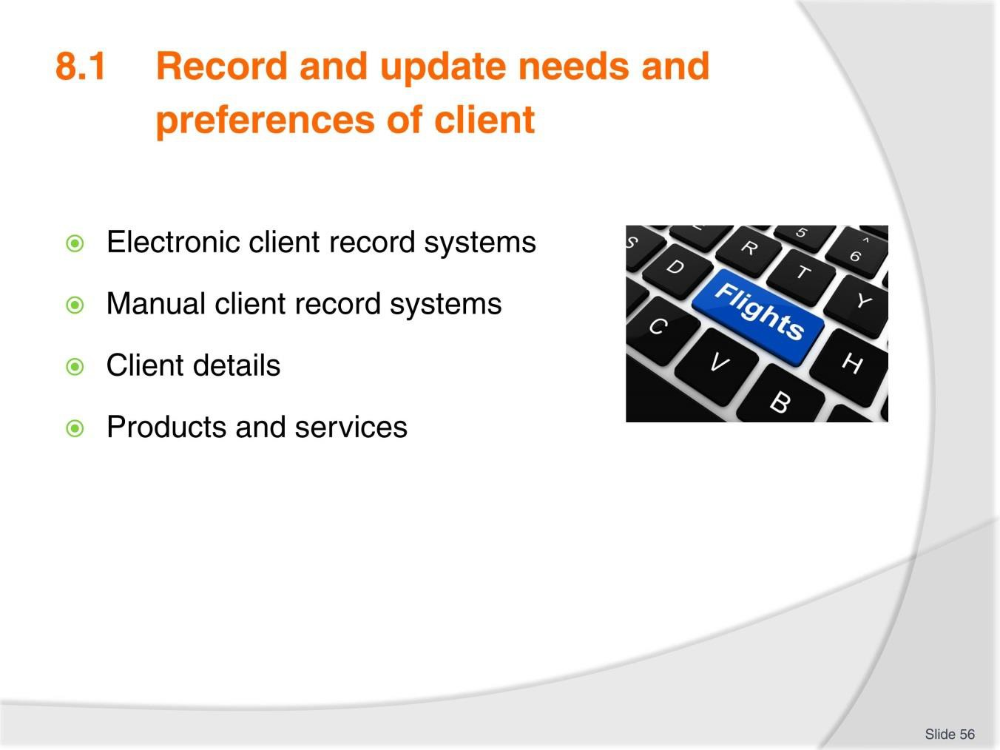 8.1 Record and update needs and
preferences of client
Electronic client record systems
Manual client record systems
Client details
Products and services
5
^
S E R 6
D T
Flights Y
C
V H
B
Slide 56